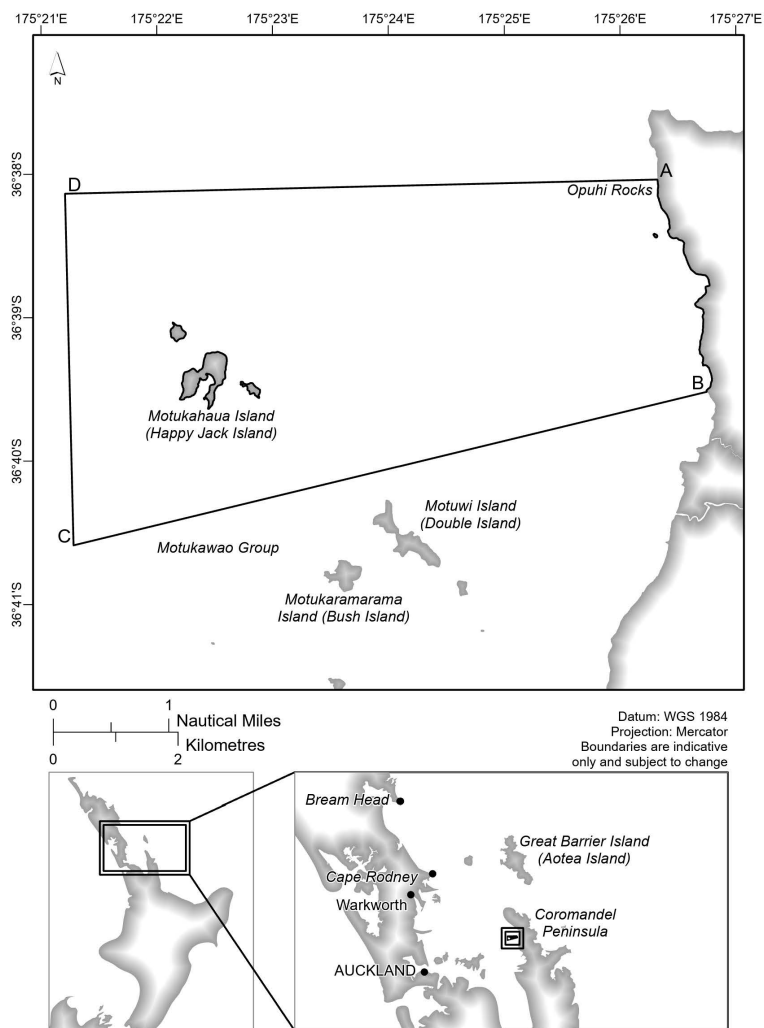 175°21'E 175°22'E 175°23'E 175°24'E 175°25'E 175°26'E 175°27'E
N
36°38'S
D
A
Opuhi Rocks
36°39'S
B
Motukahaua Island
(Happy Jack Island)
36°40'S
C
Motukawao Group
Motuwi Island
(Double Island)
36°41'S
Motukaramarama
Island (Bush Island)
0 1
Nautical Miles
Kilometres
0 2
Datum: WGS 1984
Projection: Mercator
Boundaries are indicative
only and subject to change
Bream Head
Great Barrier Island
(Aotea Island)
Cape Rodney
Warkworth
Coromandel
Peninsula
AUCKLAND